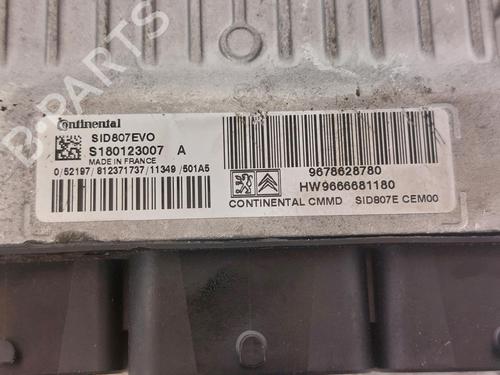 B-PARTS
Continental
SID807EVO
S180123007 A
MADE IN FRANCE
0/52197/812371737/11349/501A5
9678628780
HW9666681180
CONTINENTAL CMMD SID807E CEM00